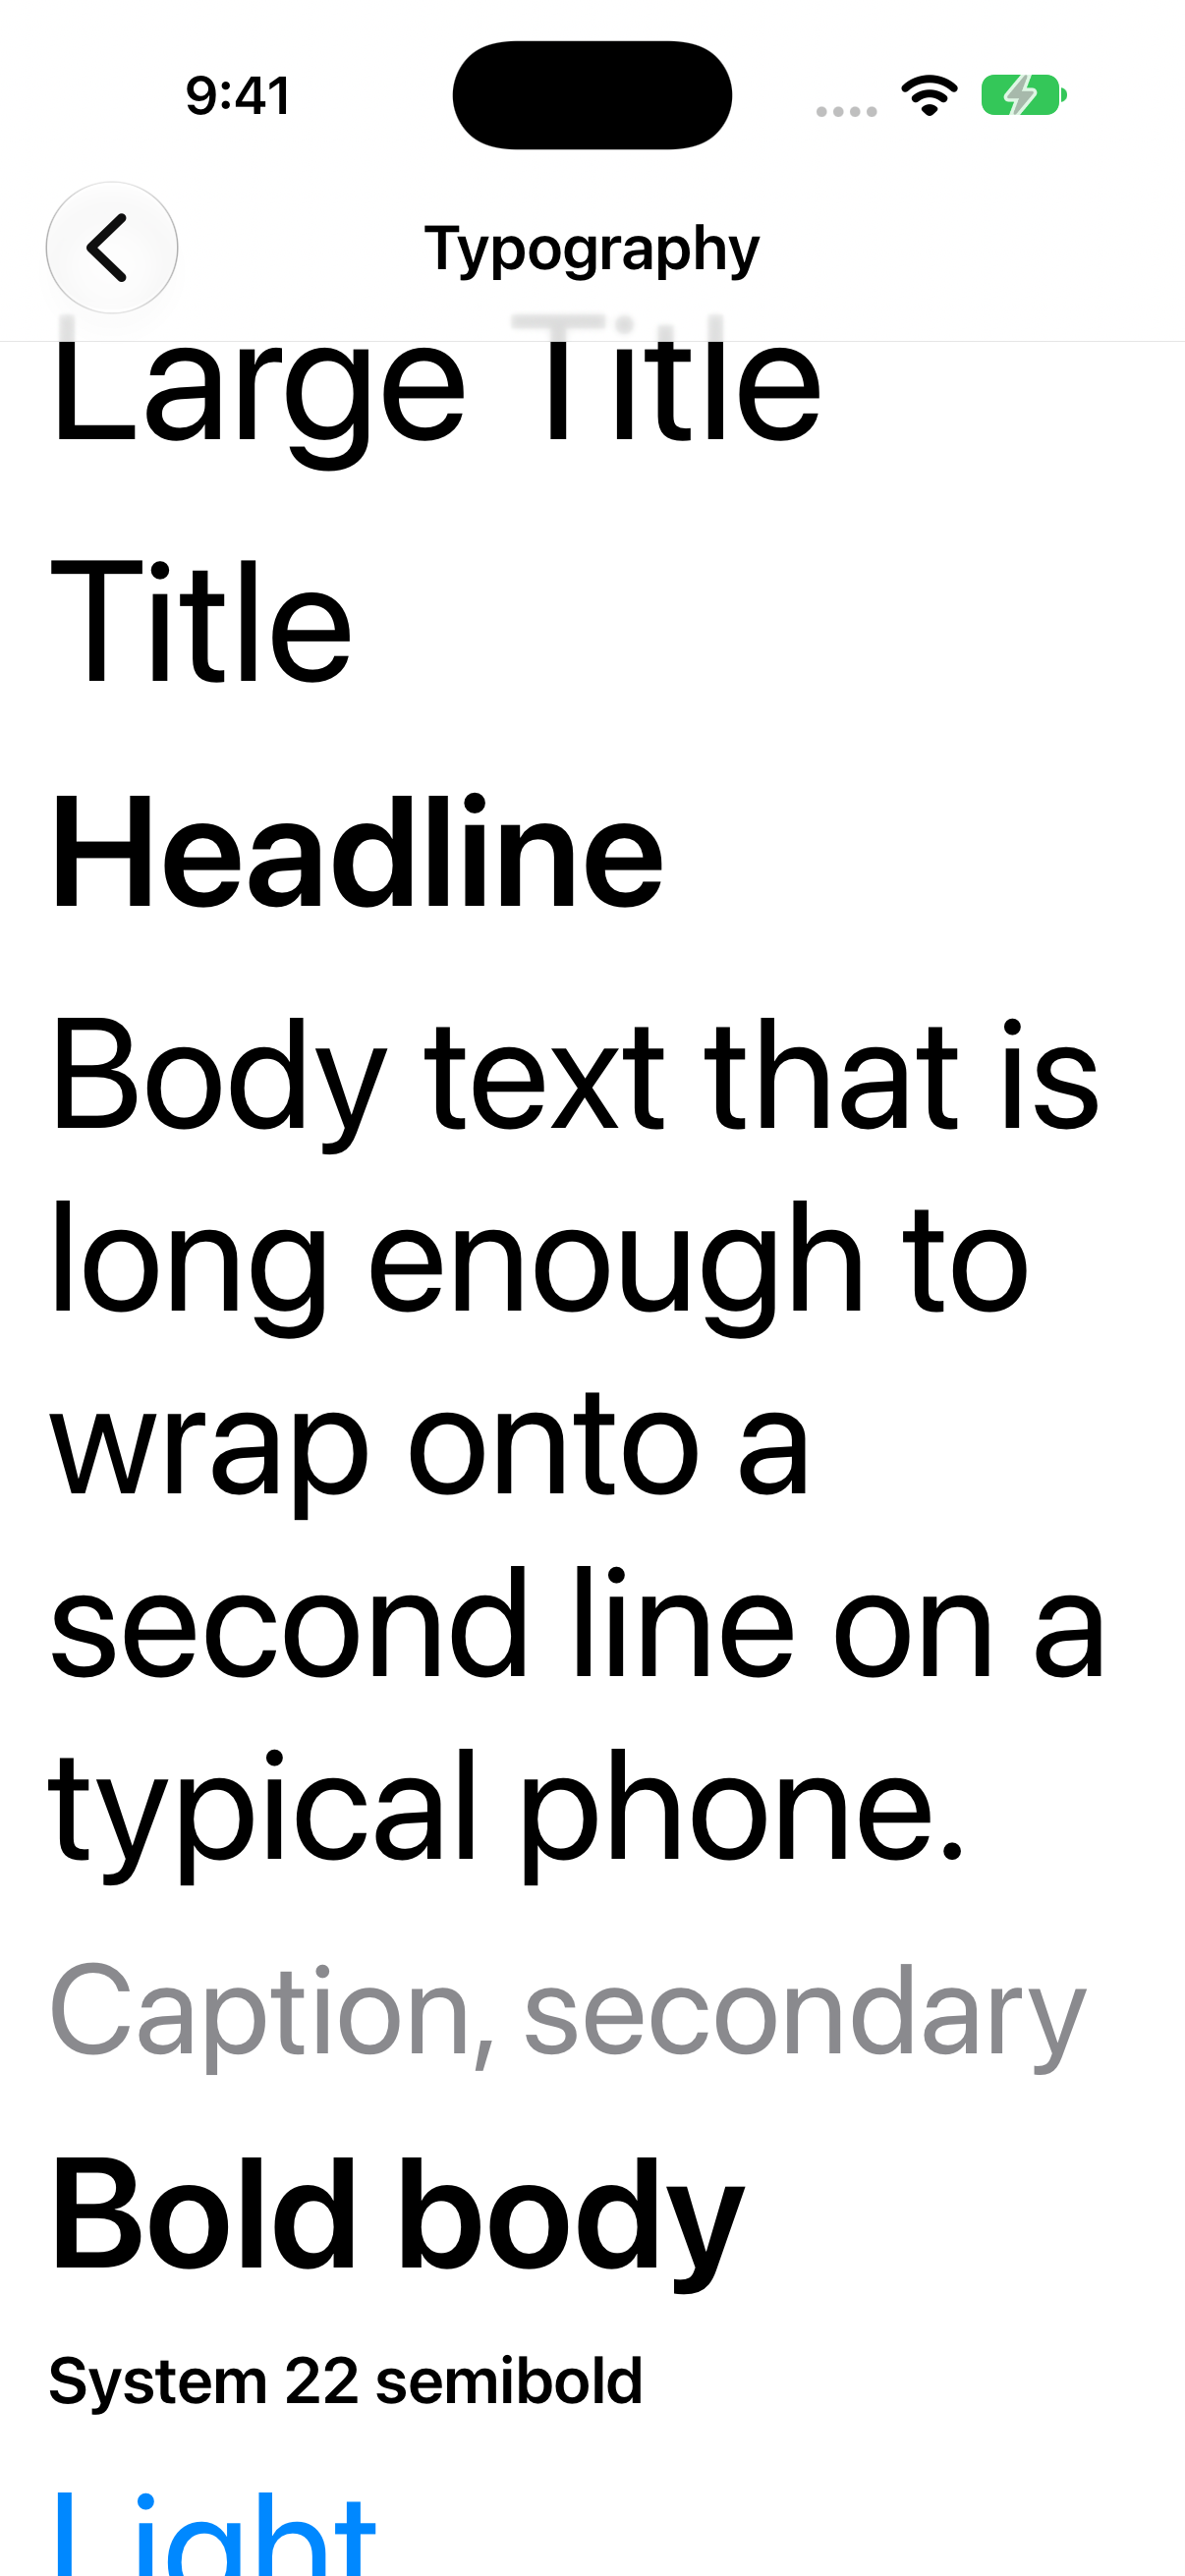 9:41
Typography
Large Title
Title
Headline
Body text that is
long enough to
wrap onto a
second line on a
typical phone.
Caption, secondary
Bold body
System 22 semibold
Light